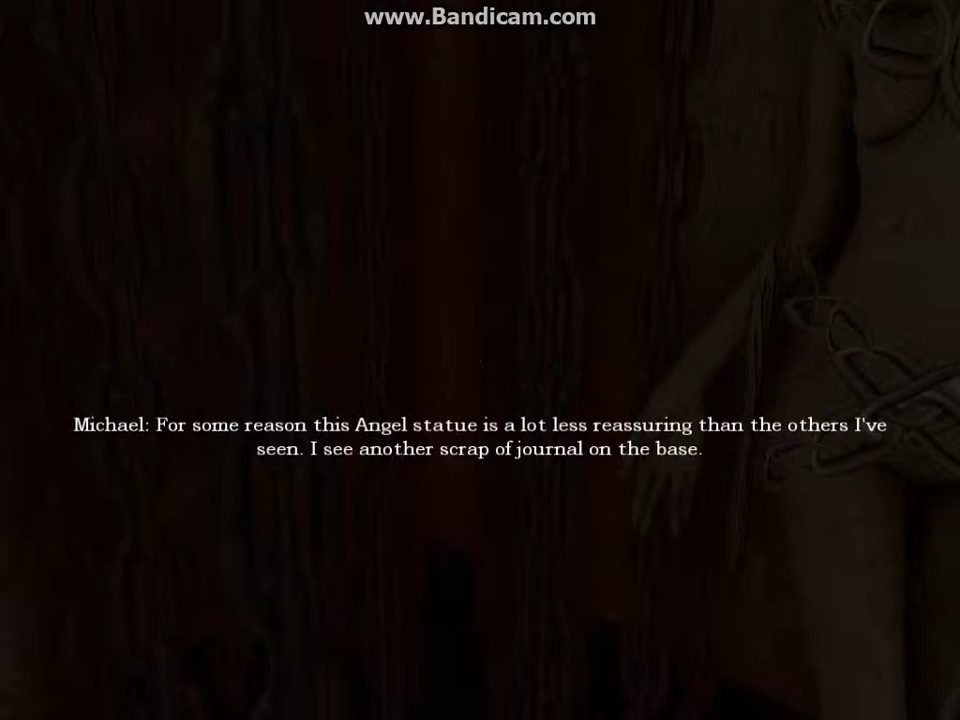 www.Bandicam.com
Michael: For some reason this Angel statue is a lot less reassuring than the others I've
seen. I see another scrap of journal on the base.